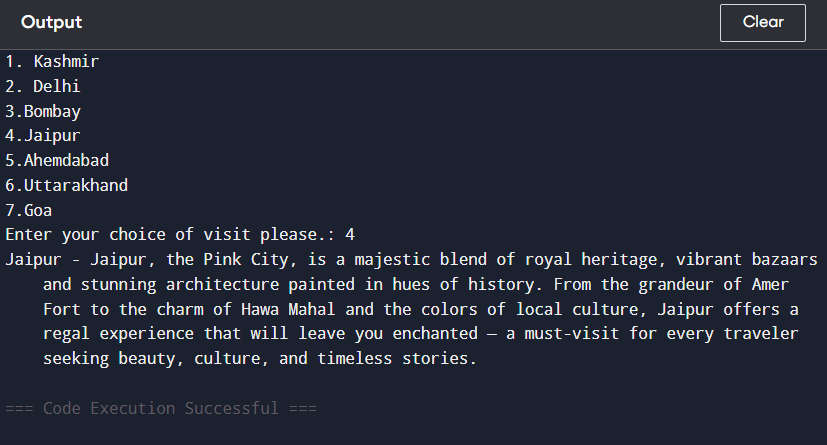 Output
Clear
1. Kashmir
2. Delhi
3.Bombay
4.Jaipur
5.Ahemdabad
6.Uttarakhand
7.Goa
Enter your choice of visit please.: 4
Jaipur - Jaipur, the Pink City, is a majestic blend of royal heritage, vibrant bazaars
and stunning architecture painted in hues of history. From the grandeur of Amer
Fort to the charm of Hawa Mahal and the colors of local culture, Jaipur offers a
regal experience that will leave you enchanted — a must-visit for every traveler
seeking beauty, culture, and timeless stories.
=== Code Execution Successful ===